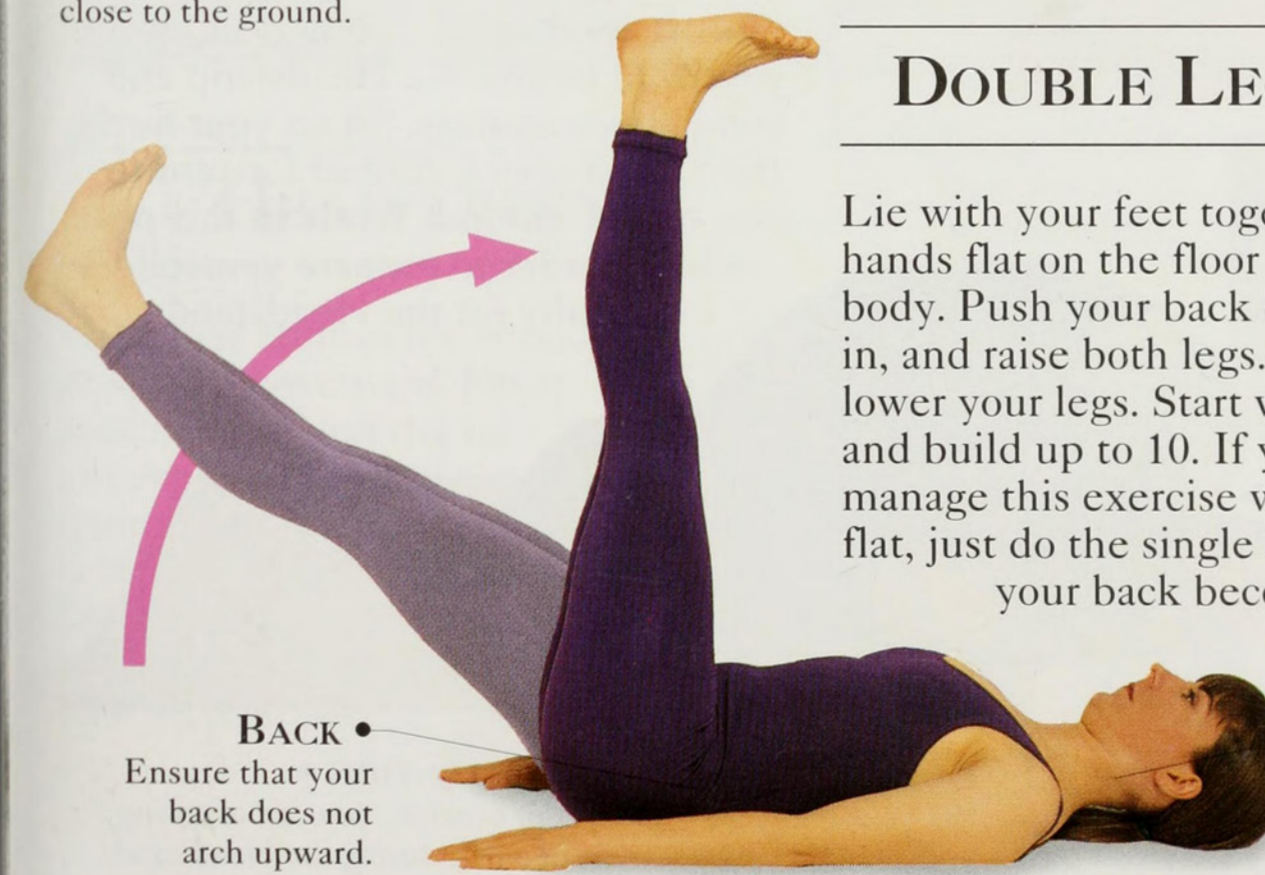 close to the ground.
DOUBLE LE
Lie with your feet toge
hands flat on the floor
body. Push your back
in, and raise both legs.
lower your legs. Start
and build up to 10. If
manage this exercise
flat, just do the single
your back bec
BACK
Ensure that your
back does not
arch upward.